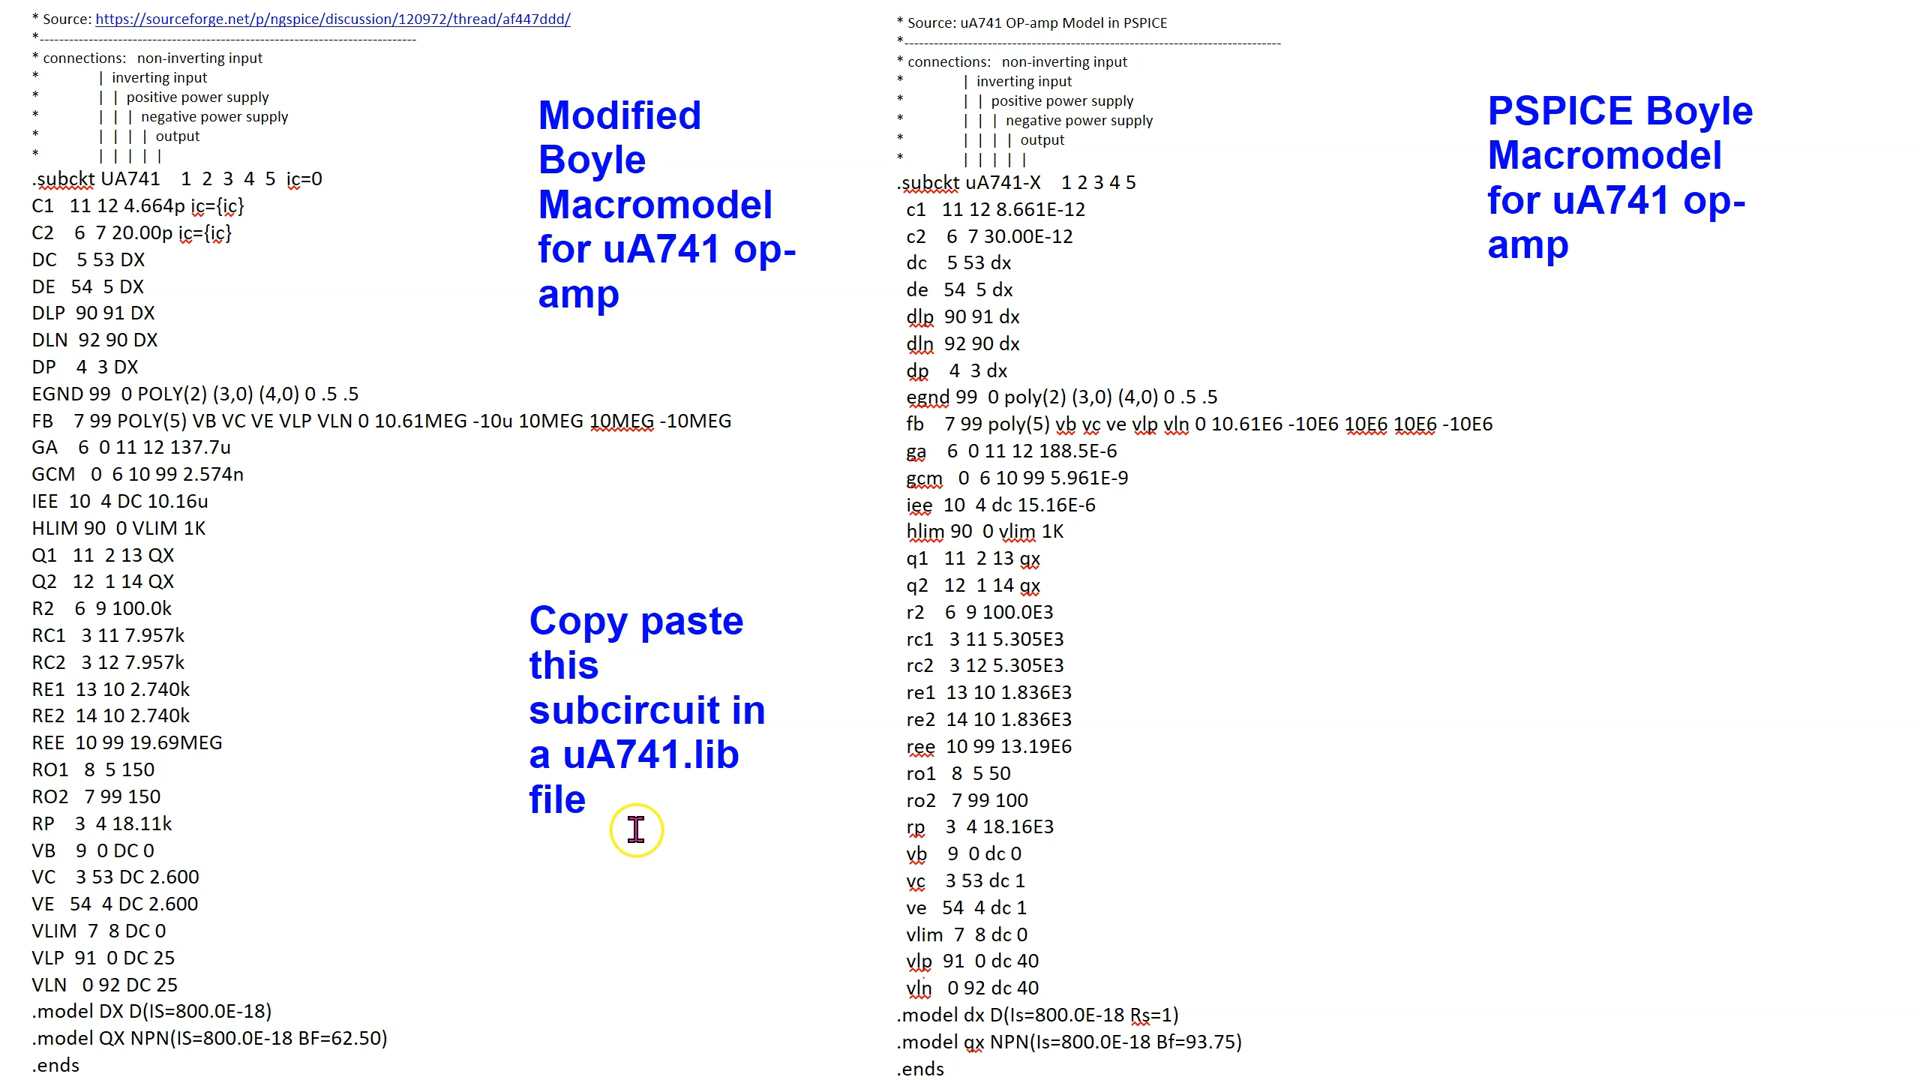 * Source: https://sourceforge.net/p/ngspice/discussion/120972/thread/af447ddd/
*-----------------------------------------------------------------------------
* connections:   non-inverting input
*                | inverting input
*                | | positive power supply
*                | | | negative power supply
*                | | | | output
*                | | | | |
.subckt UA741    1  2  3  4  5  ic=0
C1   11 12 4.664p ic={ic}
C2    6  7 20.00p ic={ic}
DC    5 53 DX
DE   54  5 DX
DLP  90 91 DX
DLN  92 90 DX
DP    4  3 DX
EGND 99  0 POLY(2) (3,0) (4,0) 0 .5 .5
FB    7 99 POLY(5) VB VC VE VLP VLN 0 10.61MEG -10u 10MEG 10MEG -10MEG
GA    6  0 11 12 137.7u
GCM   0  6 10 99 2.574n
IEE  10  4 DC 10.16u
HLIM 90  0 VLIM 1K
Q1   11  2 13 QX
Q2   12  1 14 QX
R2    6  9 100.0k
RC1   3 11 7.957k
RC2   3 12 7.957k
RE1  13 10 2.740k
RE2  14 10 2.740k
REE  10 99 19.69MEG
RO1   8  5 150
RO2   7 99 150
RP    3  4 18.11k
VB    9  0 DC 0
VC    3 53 DC 2.600
VE   54  4 DC 2.600
VLIM  7  8 DC 0
VLP  91  0 DC 25
VLN   0 92 DC 25
.model DX D(IS=800.0E-18)
.model QX NPN(IS=800.0E-18 BF=62.50)
.ends
Modified
Boyle
Macromodel
for uA741 op-
amp
Copy paste
this
subcircuit in
a uA741.lib
file
* Source: uA741 OP-amp Model in PSPICE
*-----------------------------------------------------------------------------
* connections:   non-inverting input
*                | inverting input
*                | | positive power supply
*                | | | negative power supply
*                | | | | output
*                | | | | |
.subckt uA741-X    1 2 3 4 5
c1   11 12 8.661E-12
c2    6  7 30.00E-12
dc    5 53 dx
de   54  5 dx
dlp  90 91 dx
dln  92 90 dx
dp    4  3 dx
egnd 99  0 poly(2) (3,0) (4,0) 0 .5 .5
fb    7 99 poly(5) vb vc ve vlp vln 0 10.61E6 -10E6 10E6 10E6 -10E6
ga    6  0 11 12 188.5E-6
gcm   0  6 10 99 5.961E-9
iee  10  4 dc 15.16E-6
hlim 90  0 vlim 1K
q1   11  2 13 qx
q2   12  1 14 qx
r2    6  9 100.0E3
rc1   3 11 5.305E3
rc2   3 12 5.305E3
re1  13 10 1.836E3
re2  14 10 1.836E3
ree  10 99 13.19E6
ro1   8  5 50
ro2   7 99 100
rp    3  4 18.16E3
vb    9  0 dc 0
vc    3 53 dc 1
ve   54  4 dc 1
vlim  7  8 dc 0
vlp  91  0 dc 40
vln   0 92 dc 40
.model dx D(Is=800.0E-18 Rs=1)
.model qx NPN(Is=800.0E-18 Bf=93.75)
.ends
PSPICE Boyle
Macromodel
for uA741 op-
amp